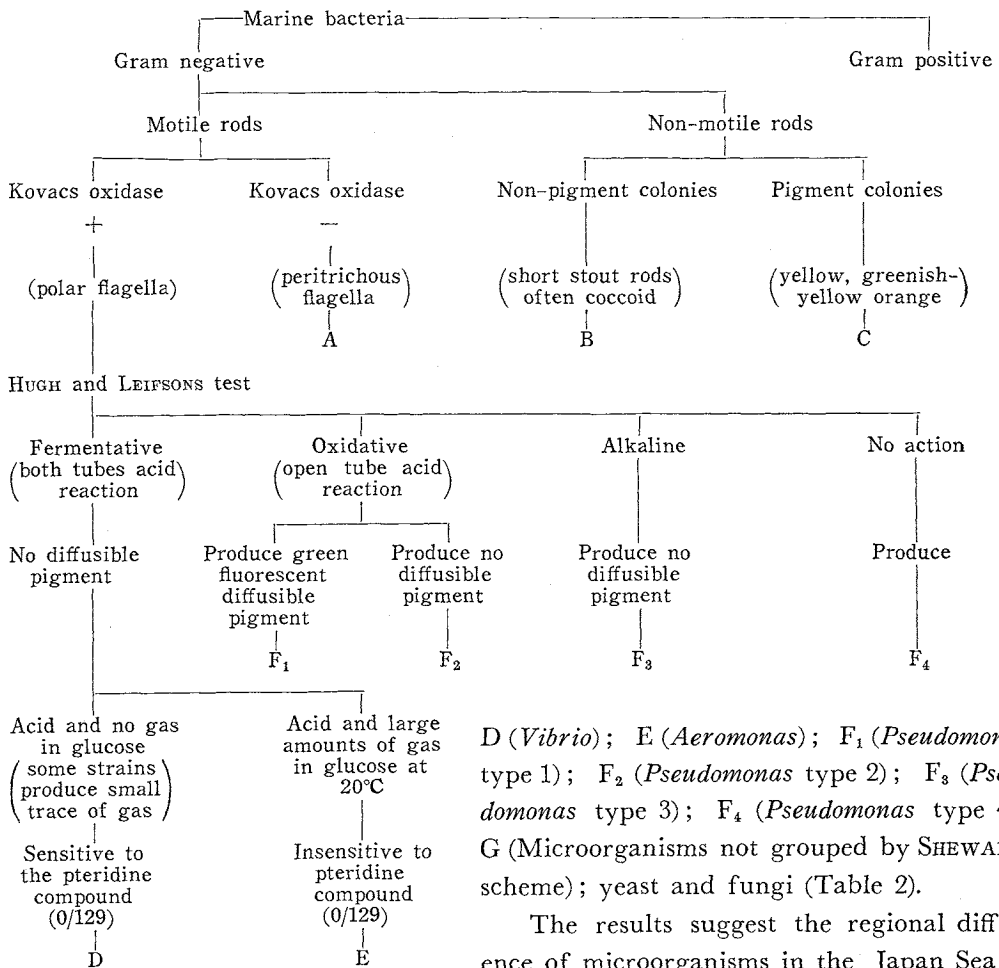 Marine bacteria
Gram negative
Gram positive
Motile rods
Non-motile rods
Kovacs oxidase
+
Kovacs oxidase
−
Non-pigment colonies
Pigment colonies
(polar flagella)
(peritrichous
flagella)
(short stout rods
often coccoid)
(yellow, greenish-
yellow orange)
A
B
C
HUGH and LEIFSONS test
Fermentative
(both tubes acid
reaction)
Oxidative
(open tube acid
reaction)
Alkaline
No action
No diffusible
pigment
Produce green
fluorescent
diffusible
pigment
Produce no
diffusible
pigment
Produce no
diffusible
pigment
Produce
F₁
F₂
F₃
F₄
Acid and no gas
in glucose
(some strains
produce small
trace of gas)
Acid and large
amounts of gas
in glucose at
20℃
Sensitive to
the pteridine
compound
(0/129)
Insensitive to
pteridine
compound
(0/129)
D
E
D (Vibrio); E (Aeromonas); F₁ (
type 1); F₂ (Pseudomonas type 2); F₃ (
domonas type 3); F₄ (Pseudomonas type
G (Microorganisms not grouped by
scheme); yeast and fungi (Table 2).
The results suggest the regional
ence of microorganisms in the Japan Sea